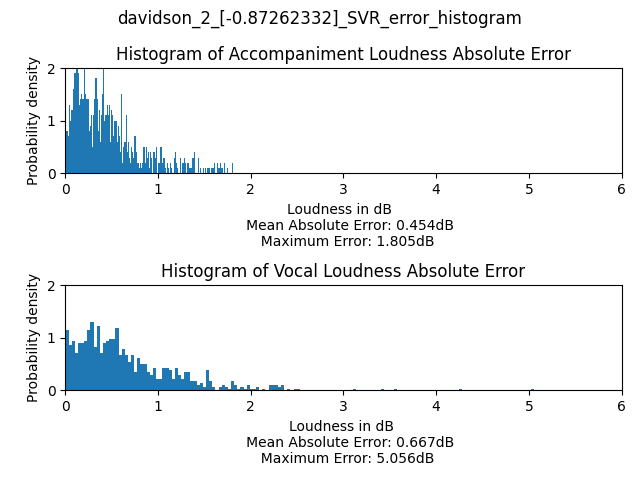 davidson_2_[-0.87262332]_SVR_error_histogram
Histogram of Accompaniment Loudness Absolute Error
Probability density
2
1
0
0 1 2 3 4 5 6
Loudness in dB
Mean Absolute Error: 0.454dB
Maximum Error: 1.805dB
Histogram of Vocal Loudness Absolute Error
Probability density
2
1
0
0 1 2 3 4 5 6
Loudness in dB
Mean Absolute Error: 0.667dB
Maximum Error: 5.056dB